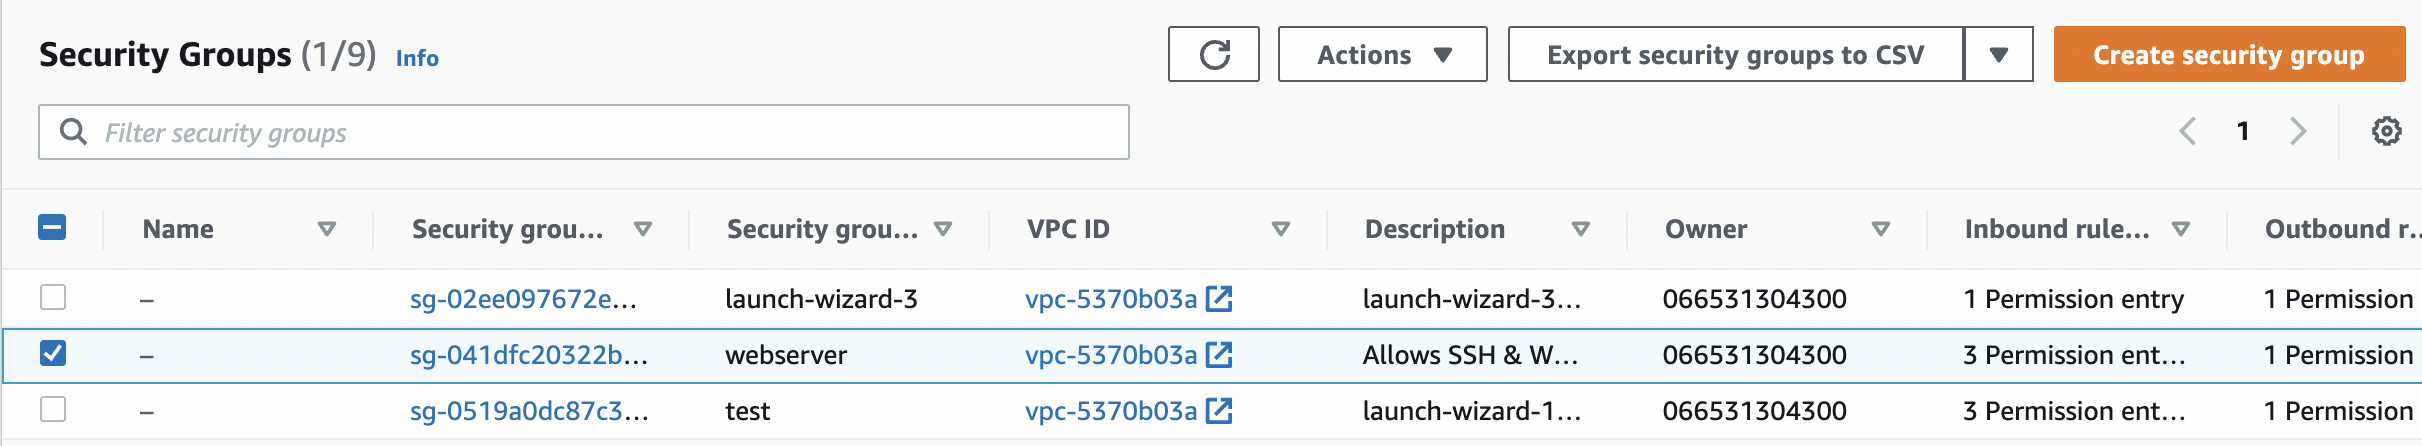 Security Groups (1/9) Info
Actions
Export security groups to CSV
Create security group
Filter security groups
1
Name Security grou... Security grou... VPC ID Description Owner Inbound rule... Outbound r...
– sg-02ee097672e... launch-wizard-3 vpc-5370b03a launch-wizard-3... 066531304300 1 Permission entry 1 Permission
– sg-041dfc20322b... webserver vpc-5370b03a Allows SSH & W... 066531304300 3 Permission ent... 1 Permission
– sg-0519a0dc87c3... test vpc-5370b03a launch-wizard-1... 066531304300 3 Permission ent... 1 Permission